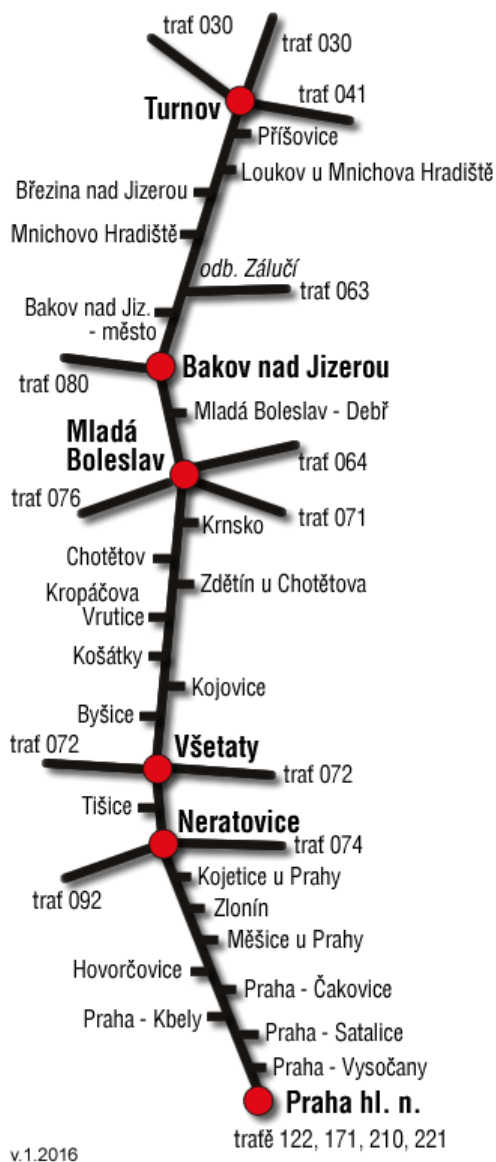 trať 030
trať 030
trať 041
Turnov
Příšovice
Loukov u Mnichova Hradiště
Březina nad Jizerou
Mnichovo Hradiště
odb. Zálučí
trať 063
Bakov nad Jiz.
- město
Bakov nad Jizerou
trať 080
Mladá Boleslav - Debř
Mladá
Boleslav
trať 064
trať 076
trať 071
Krnsko
Chotětov
Zdětín u Chotětova
Kropáčova
Vrutice
Košátky
Kojovice
Byšice
Všetaty
trať 072
trať 072
Tišice
Neratovice
trať 074
Kojetice u Prahy
trať 092
Zlonín
Měšice u Prahy
Hovorčovice
Praha - Čakovice
Praha - Kbely
Praha - Satalice
Praha - Vysočany
Praha hl. n.
tratě 122, 171, 210, 221
v.1.2016